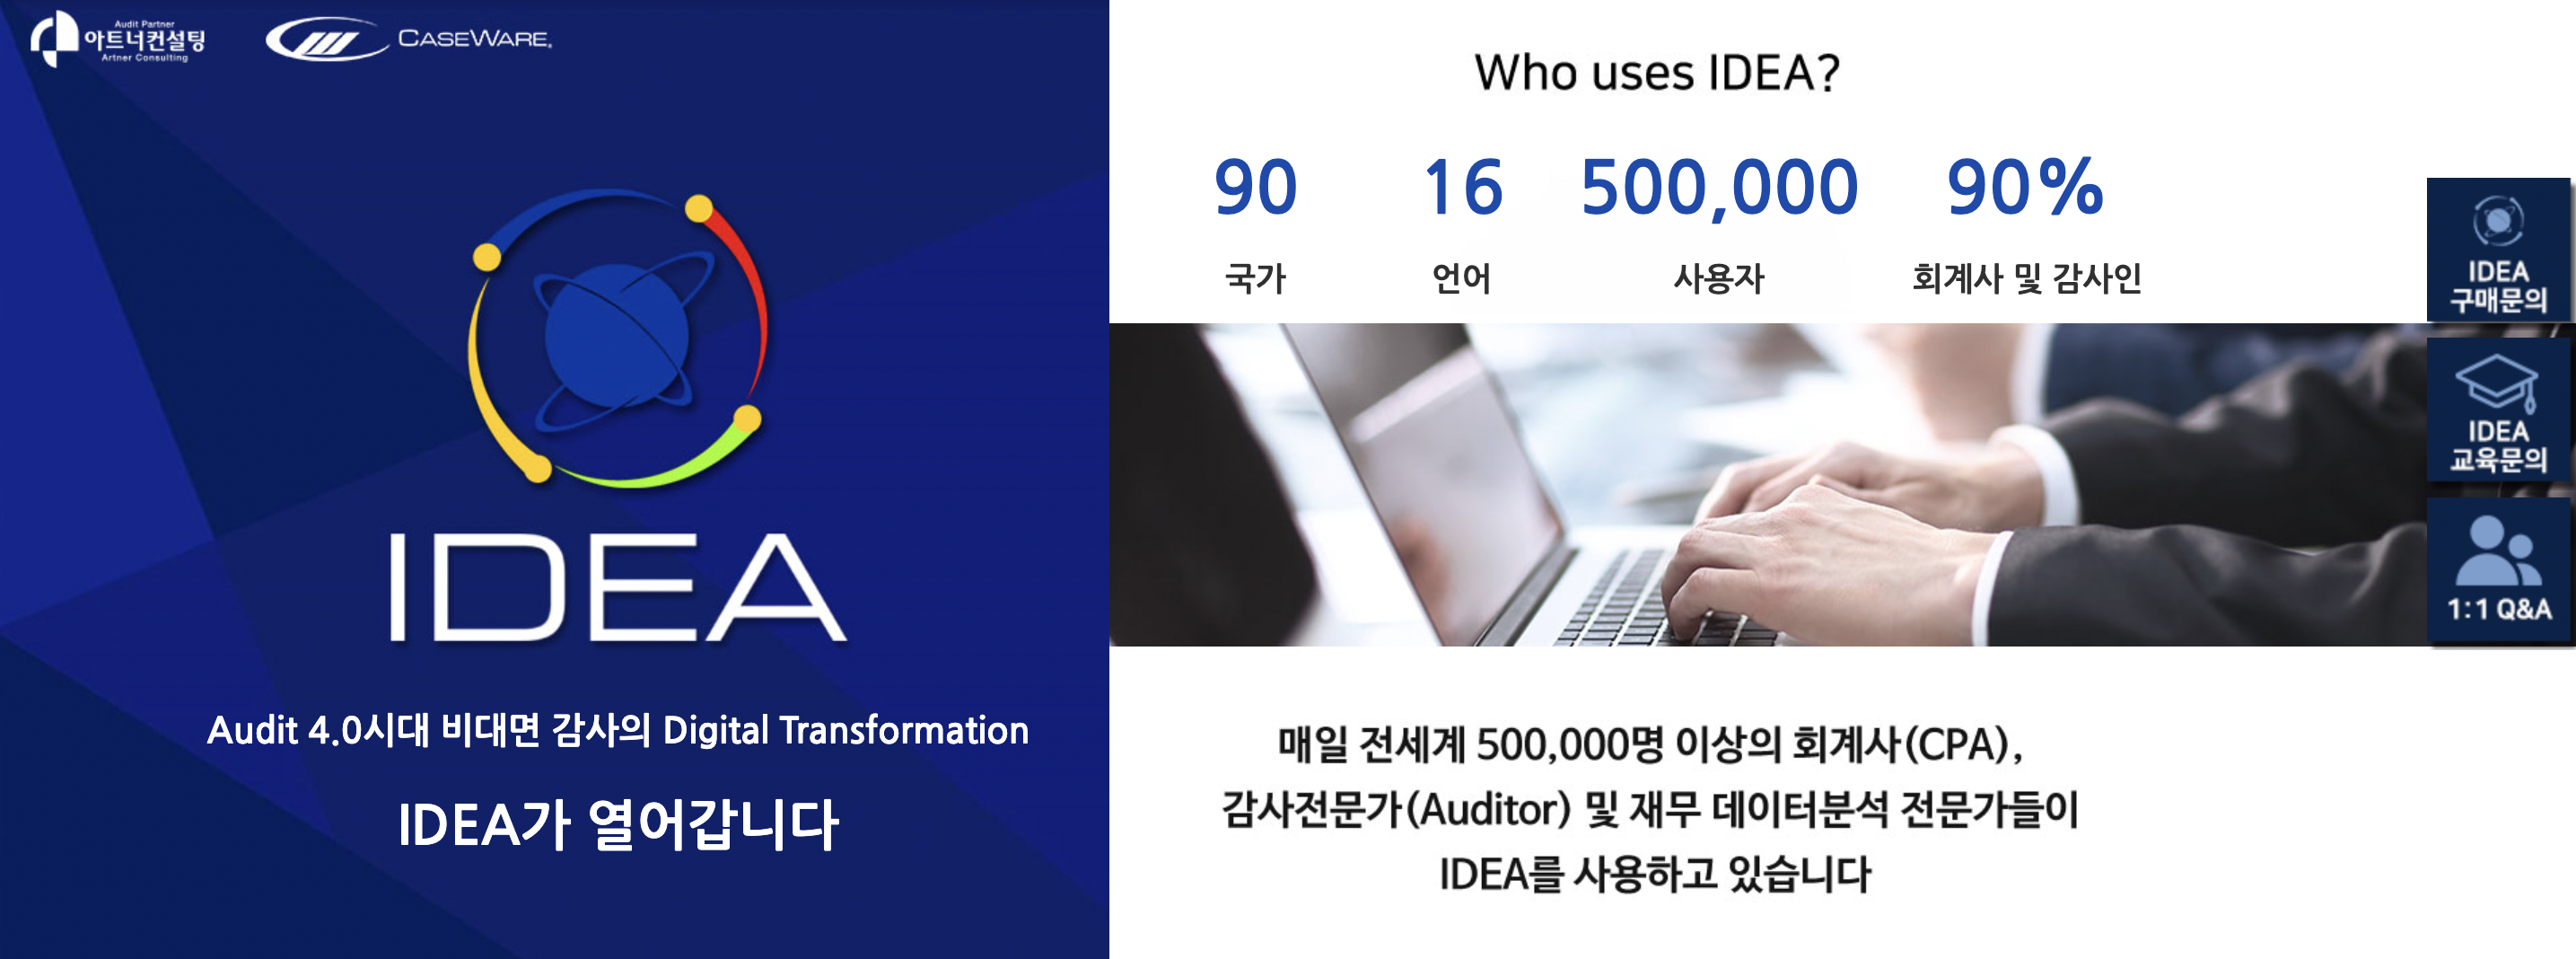 Audit Partner
아트너컨설팅
Artner Consulting
CASEWARE®
IDEA
Audit 4.0시대 비대면 감사의 Digital Transformation
IDEA가 열어갑니다
Who uses IDEA?
90 16 500,000 90%
국가 언어 사용자 회계사 및 감사인
매일 전세계 500,000명 이상의 회계사(CPA),
감사전문가(Auditor) 및 재무 데이터분석 전문가들이
IDEA를 사용하고 있습니다
IDEA
구매문의
IDEA
교육문의
1:1 Q&A